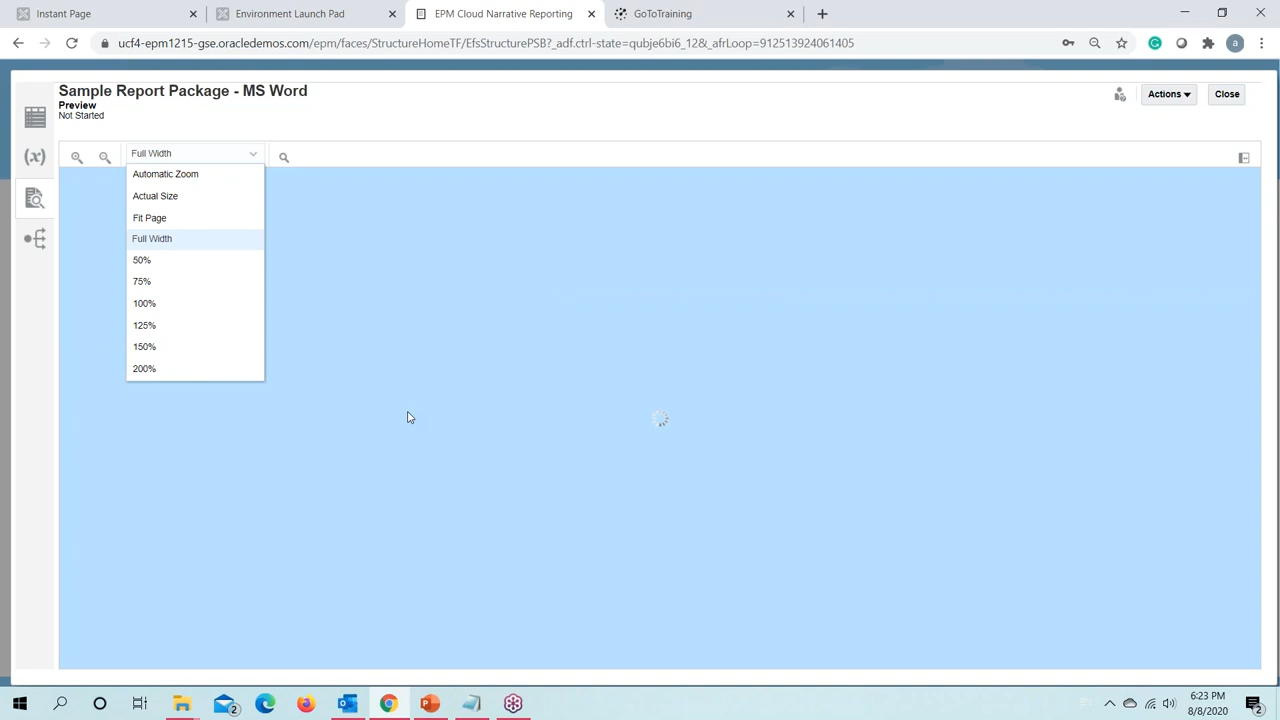 Instant Page
Environment Launch Pad
EPM Cloud Narrative Reporting
GoToTraining
ucf4-epm1215-gse.oracledemos.com/epm/faces/StructureHomeTF/EfsStructurePSB?_adf.ctrl-state=qubje6bi6_12&_afrLoop=912513924061405
a
Sample Report Package - MS Word
Preview
Not Started
Actions
Close
(x)
Full Width
Automatic Zoom
Actual Size
Fit Page
Full Width
50%
75%
100%
125%
150%
200%
2
6:23 PM
8/8/2020
2